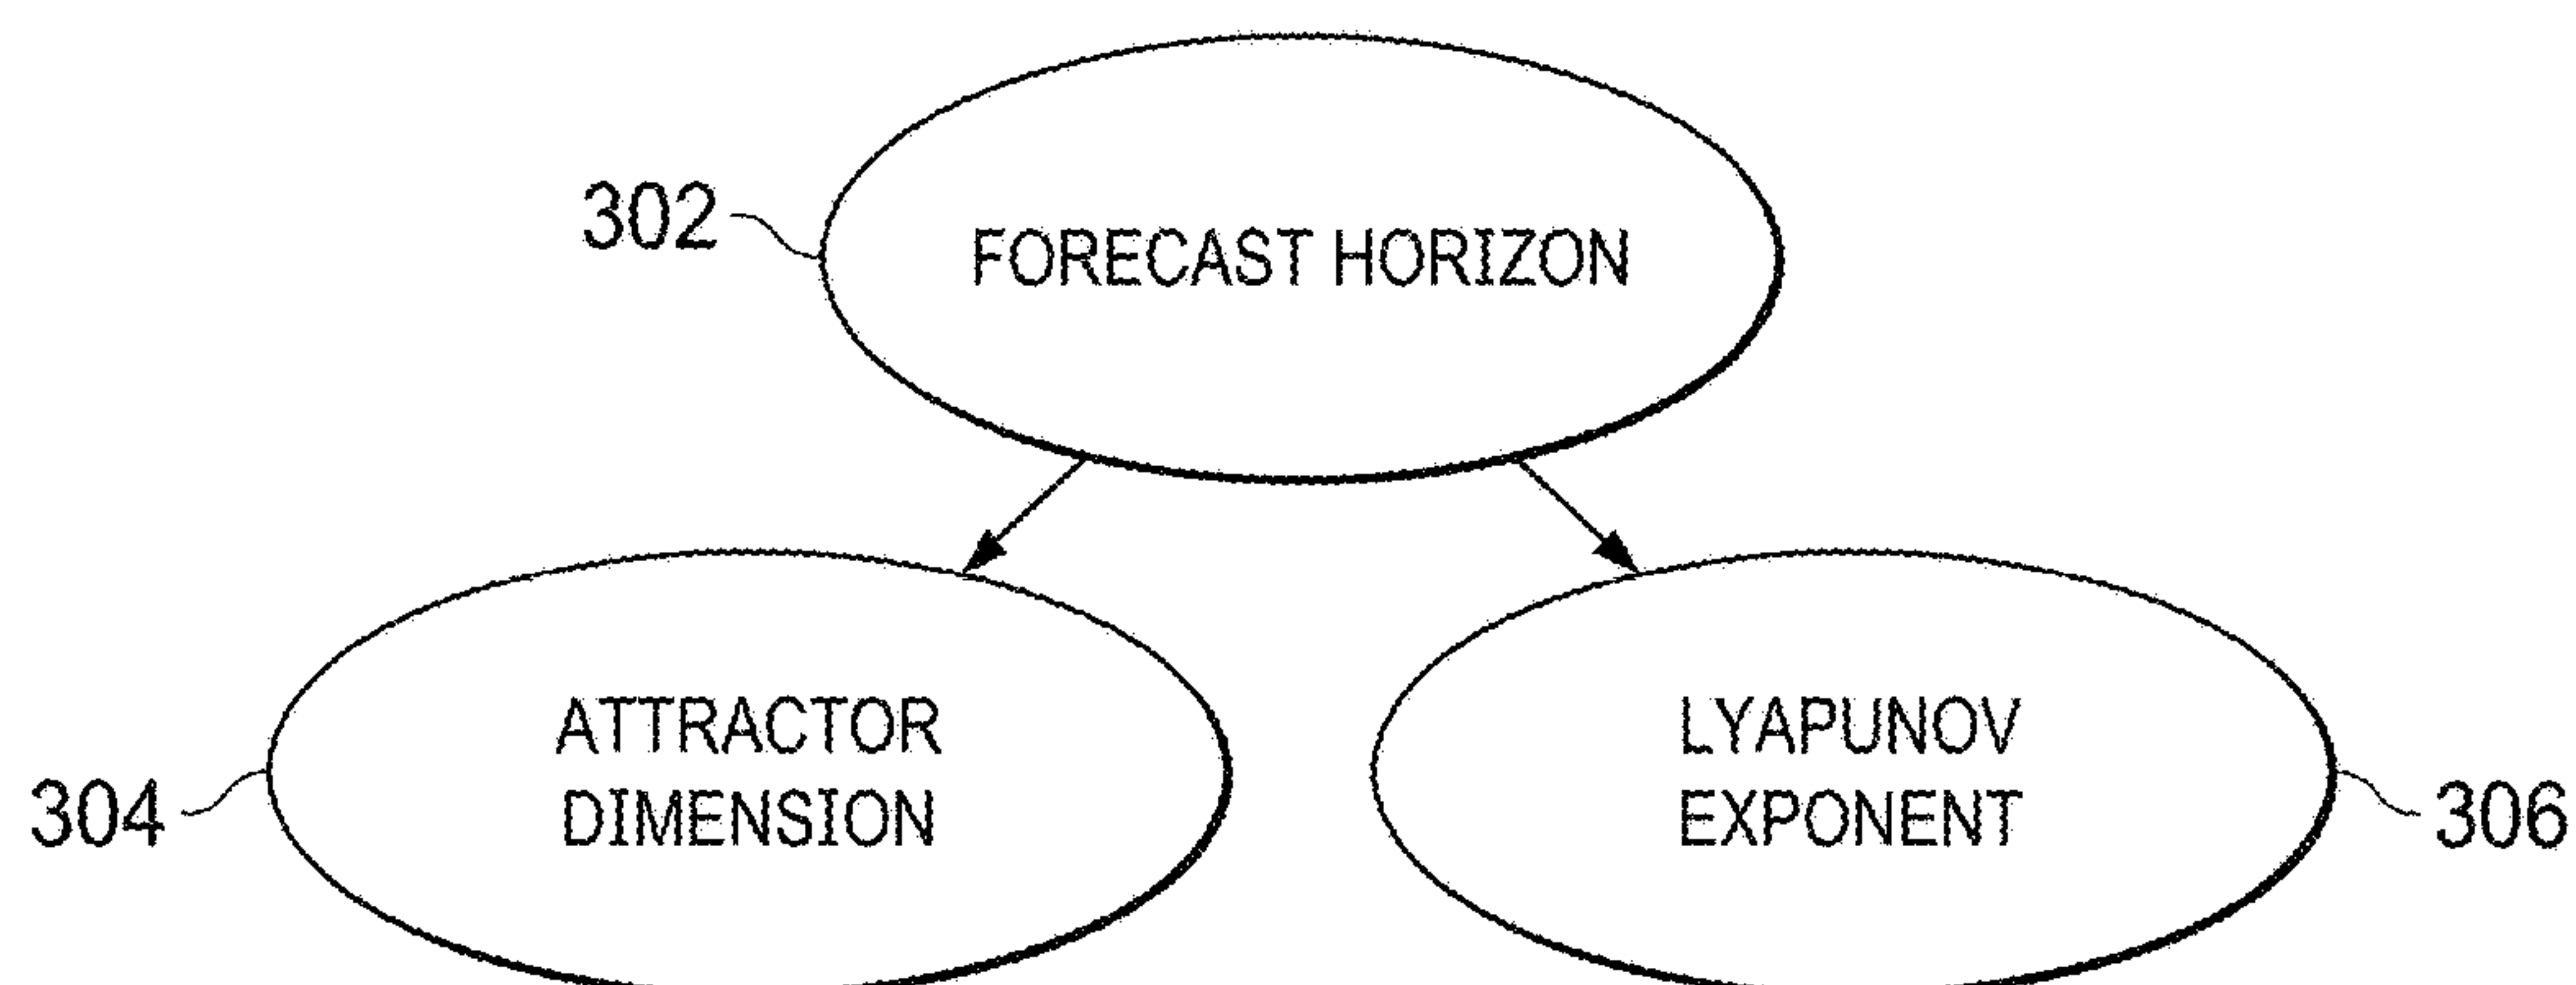 302
FORECAST HORIZON
304
ATTRACTOR
DIMENSION
LYAPUNOV
EXPONENT
306